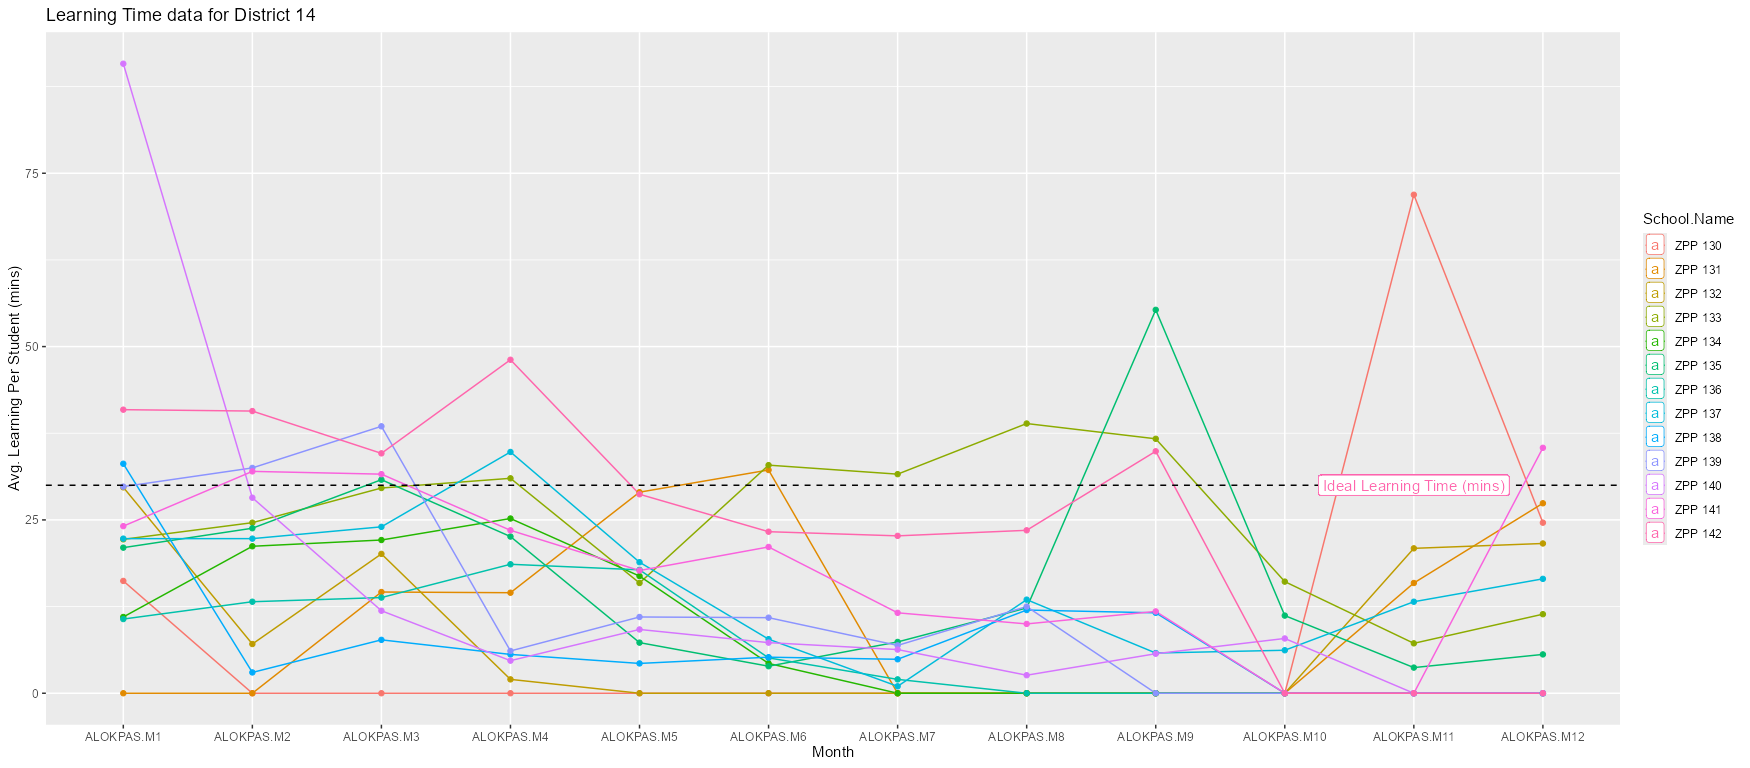 Learning Time data for District 14
Avg. Learning Per Student (mins)
75
50
25
0
Ideal Learning Time (mins)
ALOKPAS.M1 ALOKPAS.M2 ALOKPAS.M3 ALOKPAS.M4 ALOKPAS.M5 ALOKPAS.M6 ALOKPAS.M7 ALOKPAS.M8 ALOKPAS.M9 ALOKPAS.M10 ALOKPAS.M11 ALOKPAS.M12
Month
School.Name
a ZPP 130
a ZPP 131
a ZPP 132
a ZPP 133
a ZPP 134
a ZPP 135
a ZPP 136
a ZPP 137
a ZPP 138
a ZPP 139
a ZPP 140
a ZPP 141
a ZPP 142